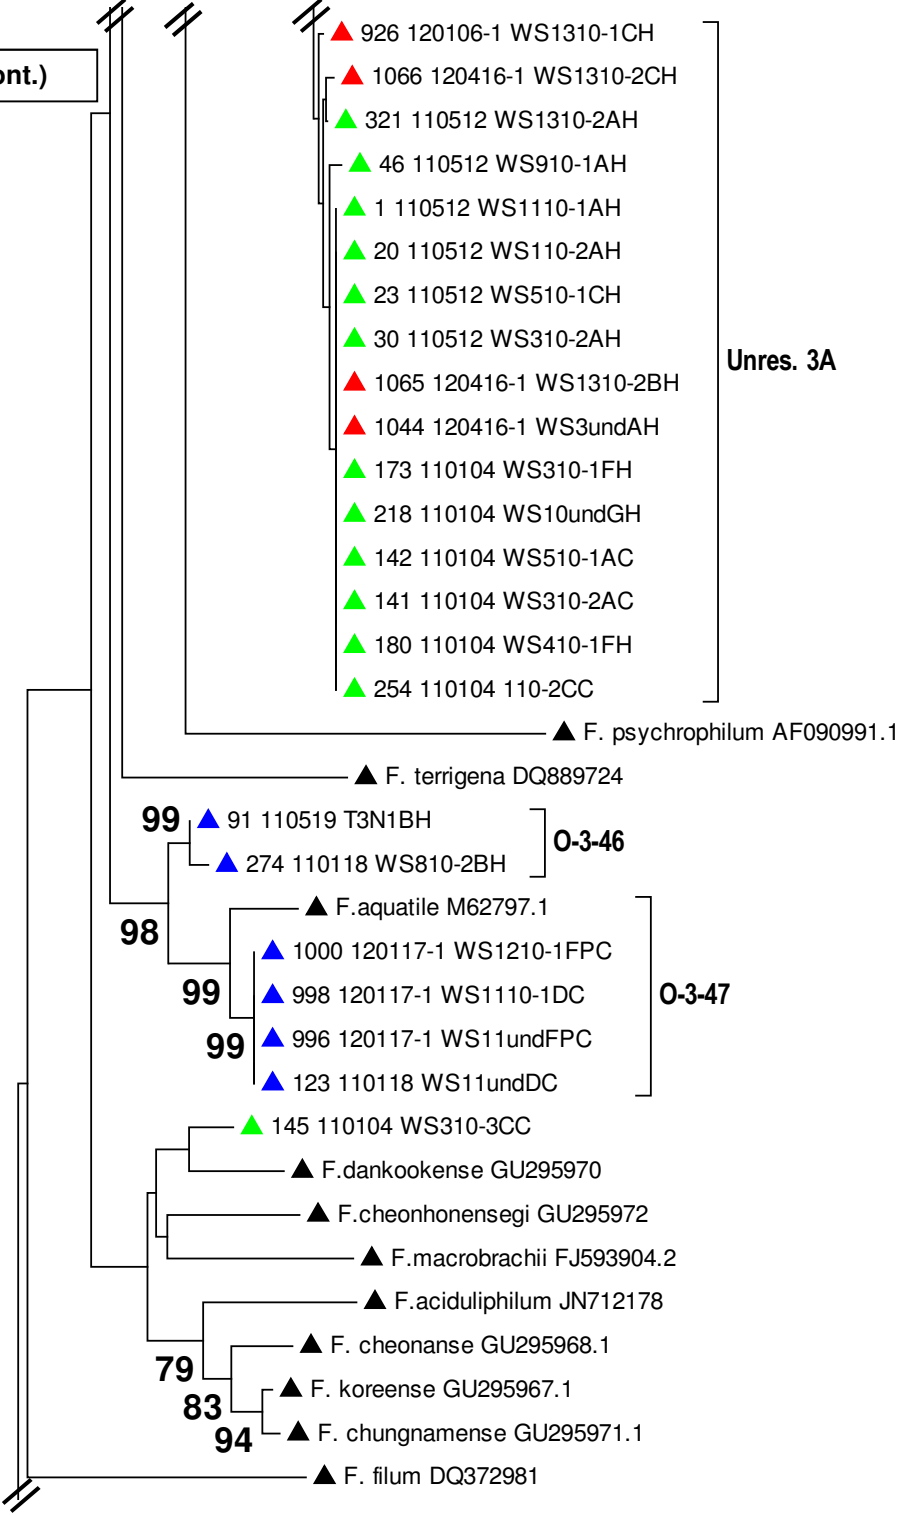 926 120106-1 WS1310-1CH
ont.)
1066 120416-1 WS1310-2CH
321 110512 WS1310-2AH
46 110512 WS910-1AH
1 110512 WS1110-1AH
20 110512 WS110-2AH
23 110512 WS510-1CH
30 110512 WS310-2AH
Unres. 3A
1065 120416-1 WS1310-2BH
1044 120416-1 WS3undAH
173 110104 WS310-1FH
218 110104 WS10undGH
142 110104 WS510-1AC
141 110104 WS310-2AC
180 110104 WS410-1FH
254 110104 110-2CC
F. psychrophilum AF090991.1
F. terrigena DQ889724
99
91 110519 T3N1BH
O-3-46
274 110118 WS810-2BH
F.aquatile M62797.1
98
1000 120117-1 WS1210-1FPC
99
998 120117-1 WS1110-1DC
O-3-47
996 120117-1 WS11undFPC
99
123 110118 WS11undDC
145 110104 WS310-3CC
F.dankookense GU295970
F.cheonhonensegi GU295972
F.macrobrachii FJ593904.2
F.aciduliphilum JN712178
F. cheonanse GU295968.1
79
F. koreense GU295967.1
83
F. chungnamense GU295971.1
94
F. filum DQ372981